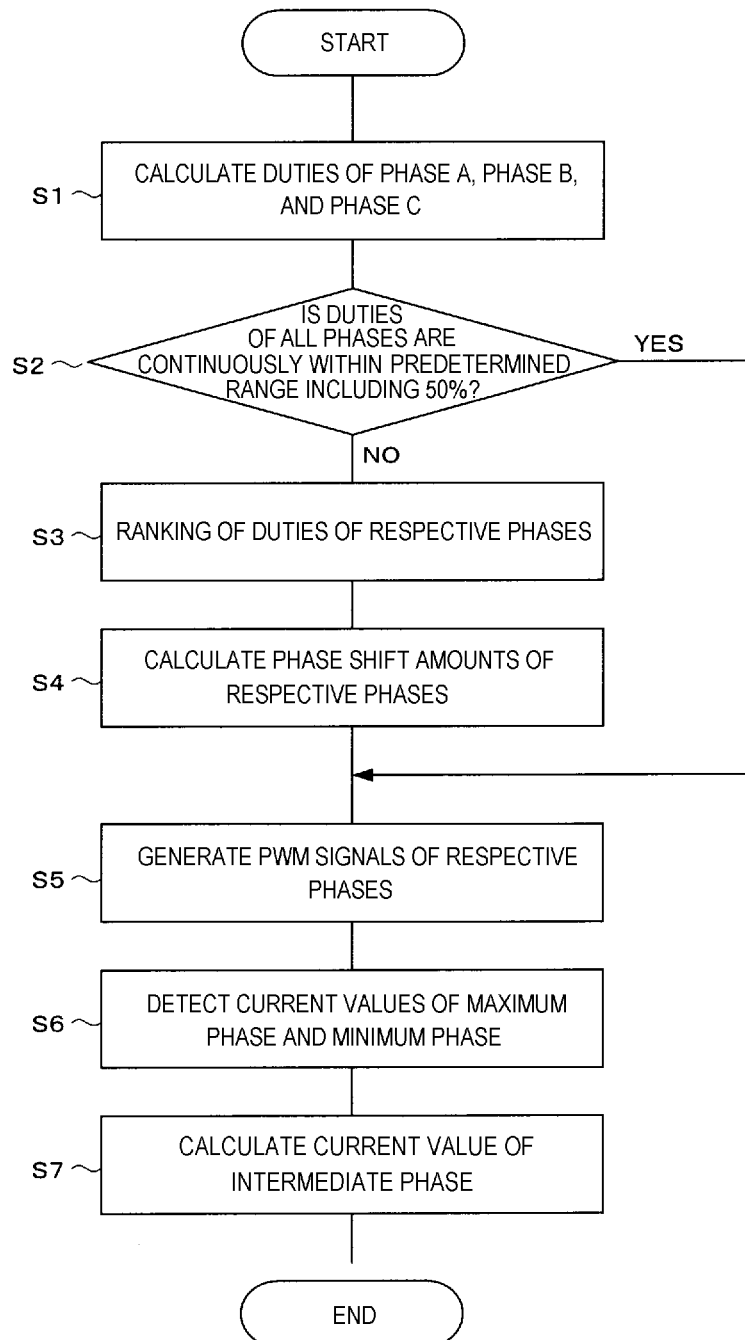 START
S1
CALCULATE DUTIES OF PHASE A, PHASE B,
AND PHASE C
S2
IS DUTIES
OF ALL PHASES ARE
CONTINUOUSLY WITHIN PREDETERMINED
RANGE INCLUDING 50%?
YES
NO
S3
RANKING OF DUTIES OF RESPECTIVE PHASES
S4
CALCULATE PHASE SHIFT AMOUNTS OF
RESPECTIVE PHASES
S5
GENERATE PWM SIGNALS OF RESPECTIVE
PHASES
S6
DETECT CURRENT VALUES OF MAXIMUM
PHASE AND MINIMUM PHASE
S7
CALCULATE CURRENT VALUE OF
INTERMEDIATE PHASE
END